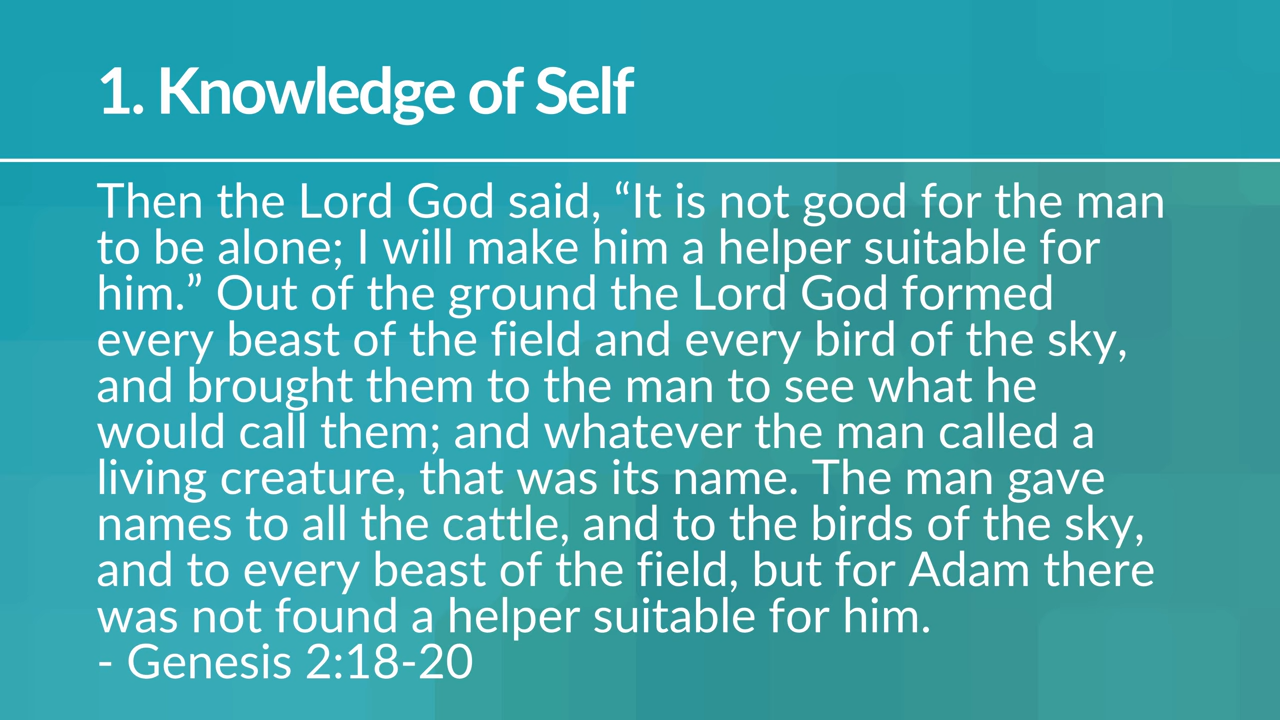 1. Knowledge of Self
Then the Lord God said, “It is not good for the man
to be alone; I will make him a helper suitable for
him.” Out of the ground the Lord God formed
every beast of the field and every bird of the sky,
and brought them to the man to see what he
would call them; and whatever the man called a
living creature, that was its name. The man gave
names to all the cattle, and to the birds of the sky,
and to every beast of the field, but for Adam there
was not found a helper suitable for him.
- Genesis 2:18-20